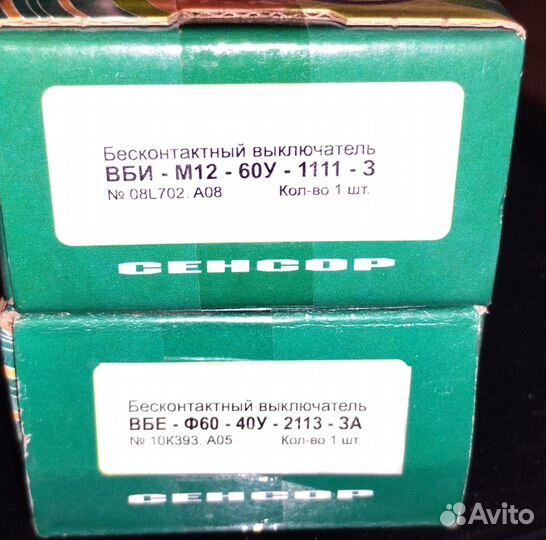 Бесконтактный выключатель
ВБИ - М12 - 60У - 1111 - З
№ 08L702. А08 Кол-во 1 шт.
СЕНСОР
Бесконтактный выключатель
ВБЕ - Ф60 - 40У - 2113 - ЗА
№ 10К393. А05 Кол-во 1 шт.
СЕНСОР
Avito